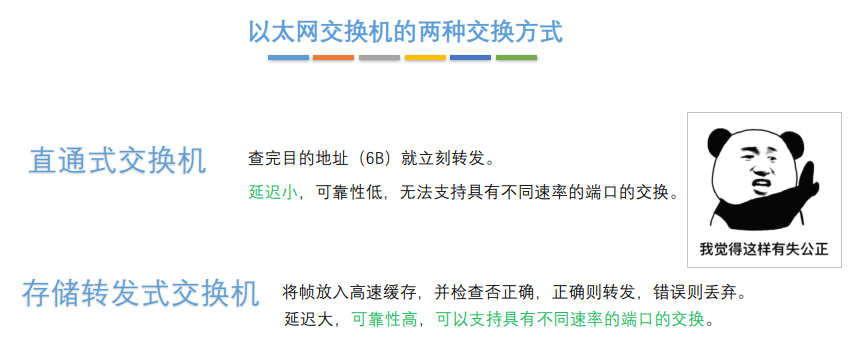 以太网交换机的两种交换方式
直通式交换机
查完目的地址（6B）就立刻转发。
延迟小，可靠性低，无法支持具有不同速率的端口的交换。
我觉得这样有失公正
存储转发式交换机
将帧放入高速缓存，并检查否正确，正确则转发，错误则丢弃。
延迟大，可靠性高，可以支持具有不同速率的端口的交换。